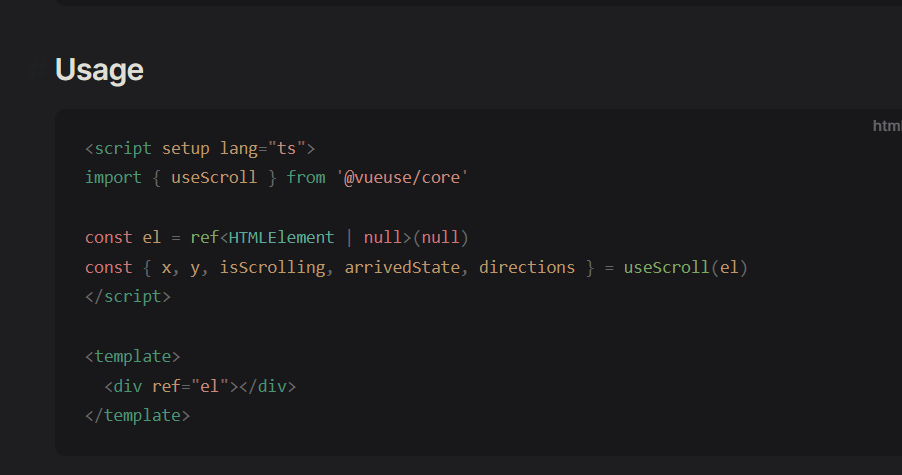 # Usage
html
<script setup lang="ts">
import { useScroll } from '@vueuse/core'

const el = ref<HTMLElement | null>(null)
const { x, y, isScrolling, arrivedState, directions } = useScroll(el)
</script>

<template>
  <div ref="el"></div>
</template>